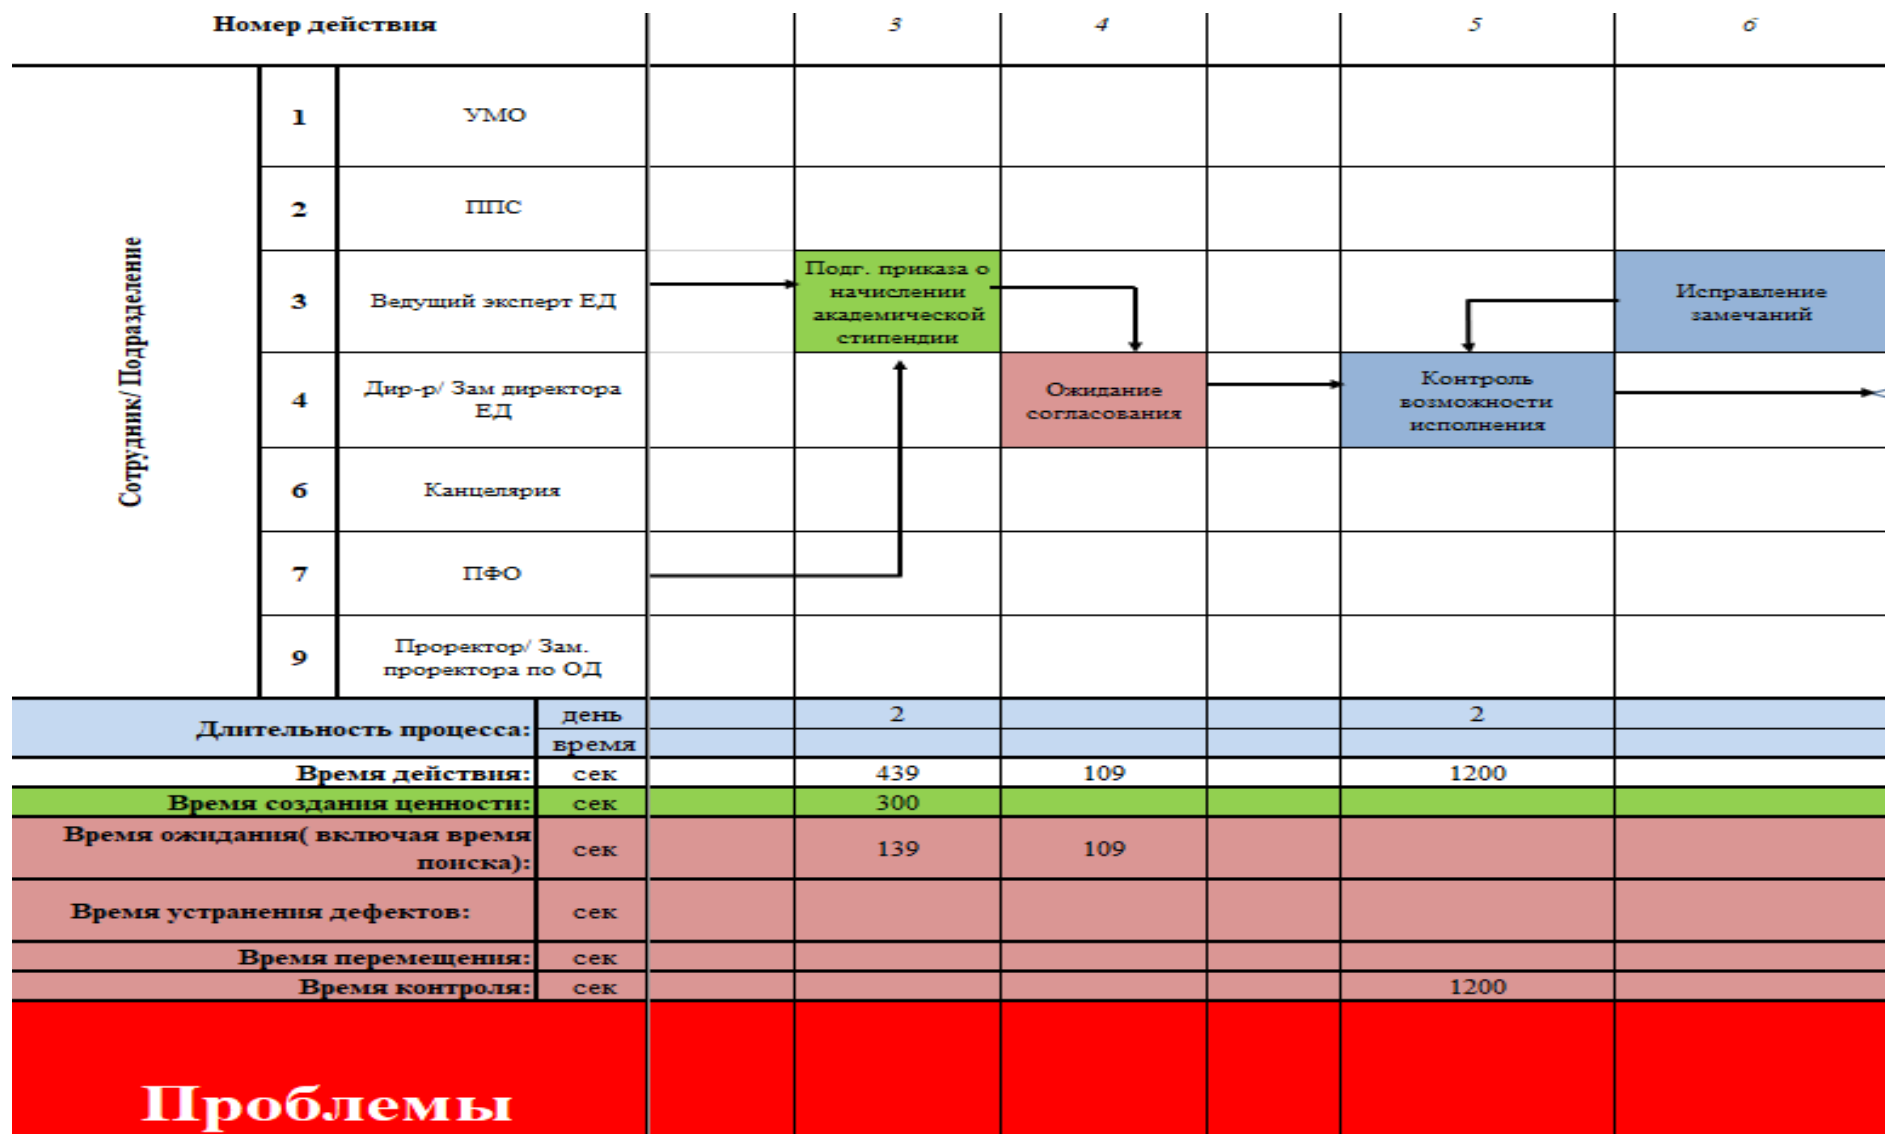 Номер действия 3 4 5 6
Сотрудник/ Подразделение
1 УМО
2 ППС
3 Ведущий эксперт ЕД
Подг. приказа о
начислении
академической
стипендии
Исправление
замечаний
4 Дир-р/ Зам директора
ЕД
Ожидание
согласования
Контроль
возможности
исполнения
6 Канцелярия
7 ПФО
9 Проректор/ Зам.
проректора по ОД
Длительность процесса: день 2 2
время
Время действия: сек 439 109 1200
Время создания ценности: сек 300
Время ожидания( включая время
поиска): сек 139 109
Время устранения дефектов: сек
Время перемещения: сек
Время контроля: сек 1200
Проблемы